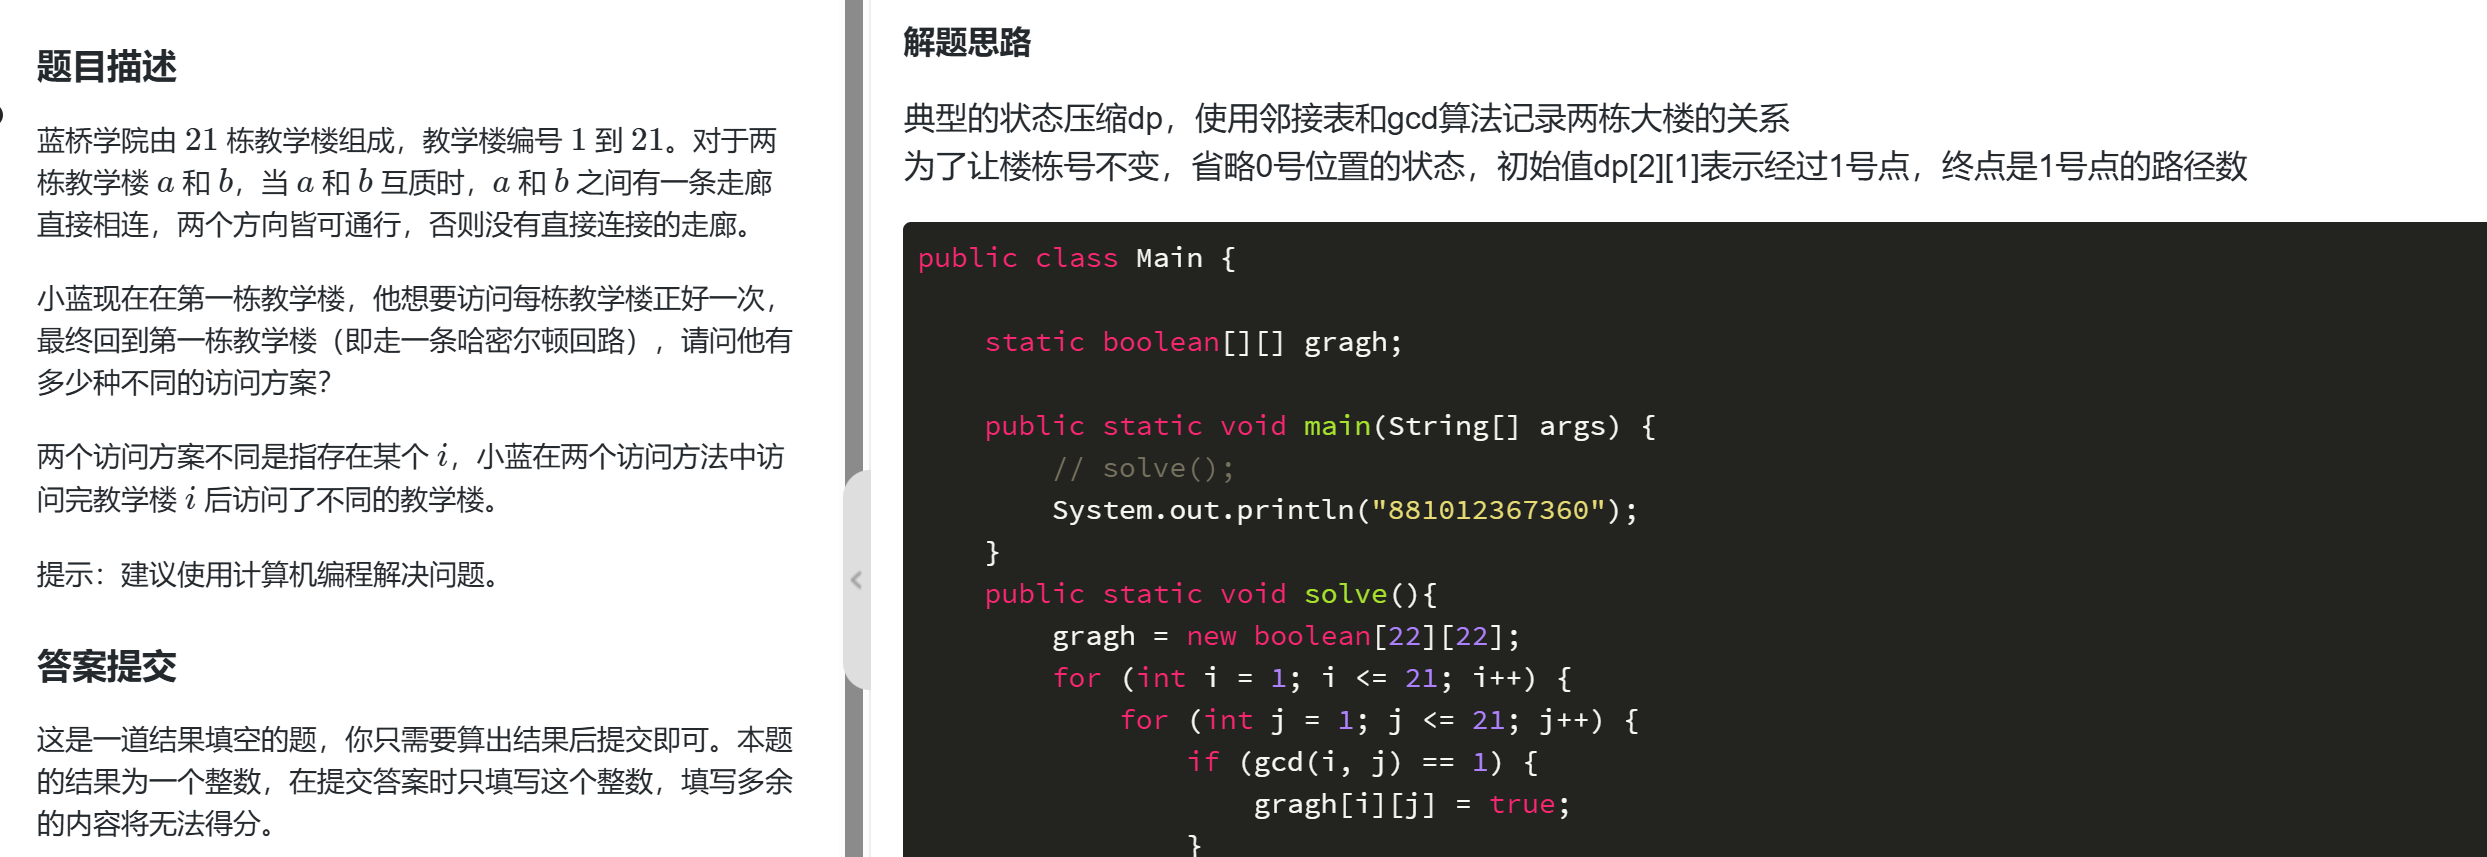 题目描述
蓝桥学院由 21 栋教学楼组成，教学楼编号 1 到 21。对于两
栋教学楼 a 和 b，当 a 和 b 互质时，a 和 b 之间有一条走廊
直接相连，两个方向皆可通行，否则没有直接连接的走廊。
小蓝现在在第一栋教学楼，他想要访问每栋教学楼正好一次，
最终回到第一栋教学楼（即走一条哈密尔顿回路），请问他有
多少种不同的访问方案？
两个访问方案不同是指存在某个 i，小蓝在两个访问方法中访
问完教学楼 i 后访问了不同的教学楼。
提示：建议使用计算机编程解决问题。
答案提交
这是一道结果填空的题，你只需要算出结果后提交即可。本题
的结果为一个整数，在提交答案时只填写这个整数，填写多余
的内容将无法得分。
解题思路
典型的状态压缩dp，使用邻接表和gcd算法记录两栋大楼的关系
为了让楼栋号不变，省略0号位置的状态，初始值dp[2][1]表示经过1号点，终点是1号点的路径数
public class Main {
static boolean[][] gragh;
public static void main(String[] args) {
// solve();
System.out.println("881012367360");
}
public static void solve(){
gragh = new boolean[22][22];
for (int i = 1; i <= 21; i++) {
for (int j = 1; j <= 21; j++) {
if (gcd(i, j) == 1) {
gragh[i][j] = true;
}